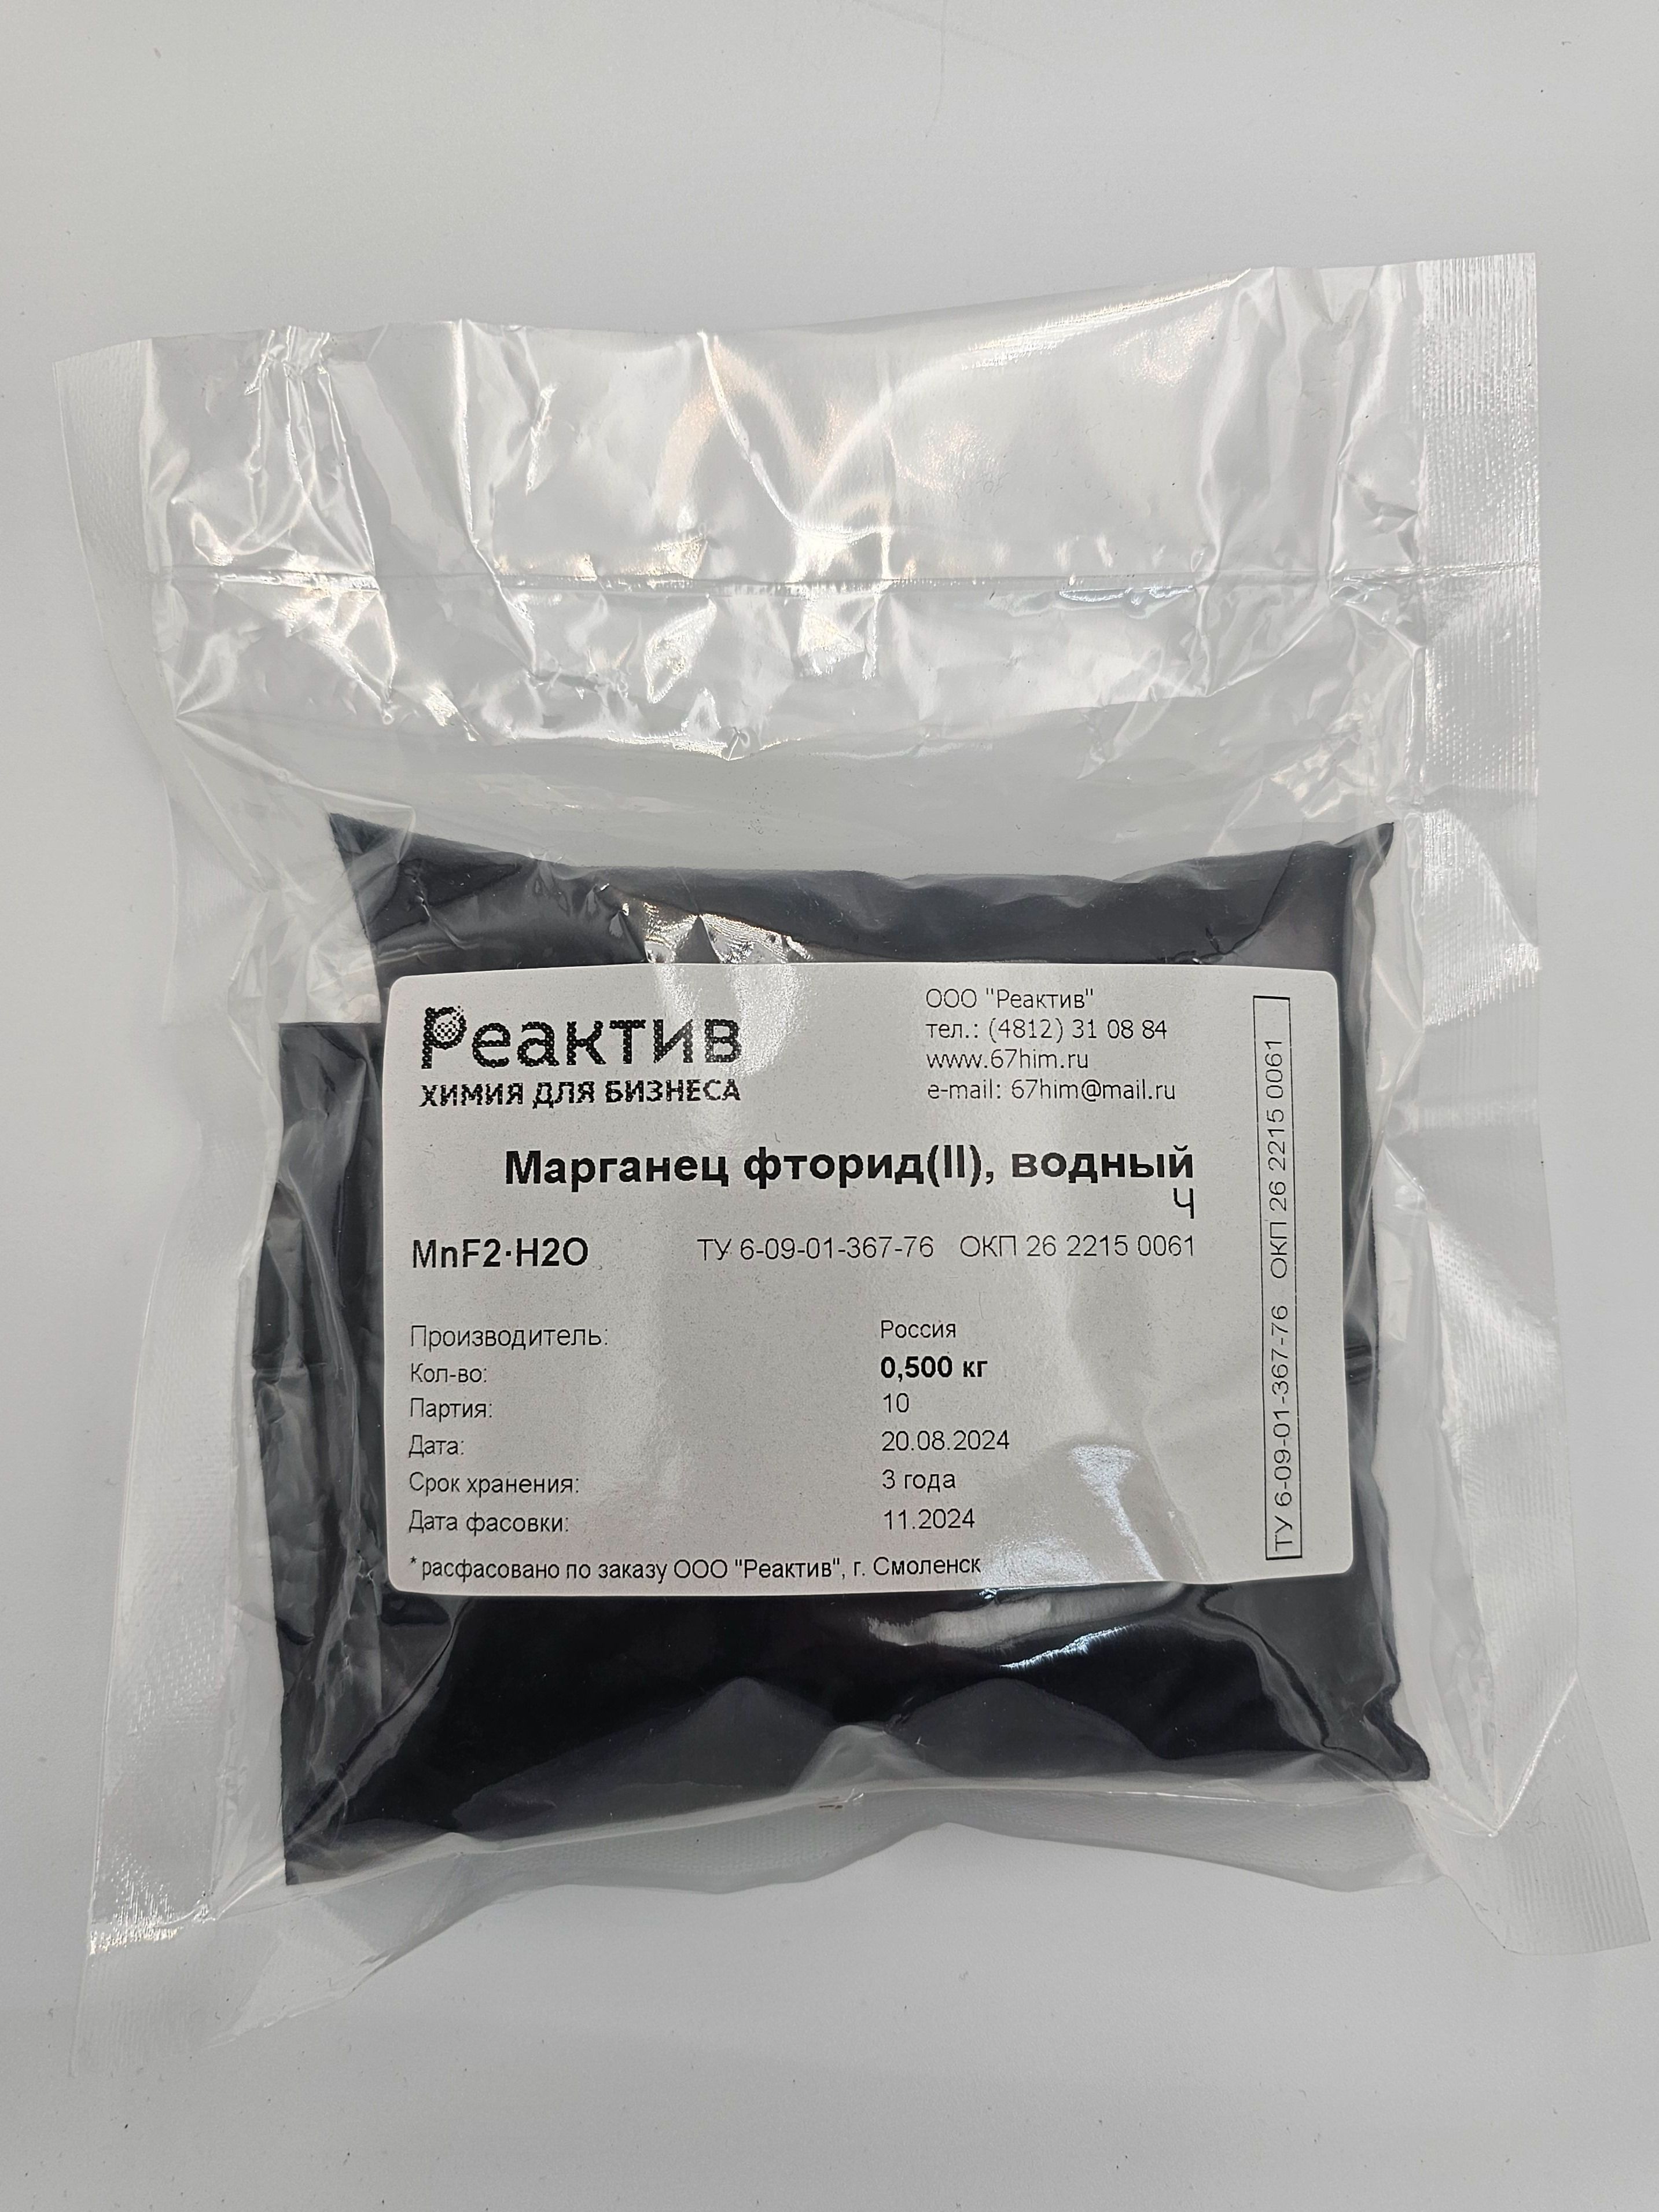 Реактив
ХИМИЯ ДЛЯ БИЗНЕСА
ООО "Реактив"
тел.: (4812) 31 08 84
www.67him.ru
e-mail: 67him@mail.ru
Марганец фторид(II), водный
Ч
MnF2·H2O ТУ 6-09-01-367-76 ОКП 26 2215 0061
Производитель: Россия
Кол-во: 0,500 кг
Партия: 10
Дата: 20.08.2024
Срок хранения: 3 года
Дата фасовки: 11.2024
* расфасовано по заказу ООО "Реактив", г. Смоленск
ТУ 6-09-01-367-76 ОКП 26 2215 0061